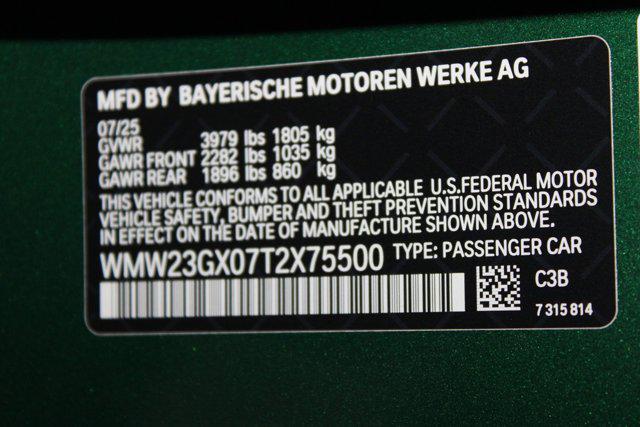 MFD BY BAYERISCHE MOTOREN WERKE AG
07/25
GVWR 3979 lbs 1805 kg
GAWR FRONT 2282 lbs 1035 kg
GAWR REAR 1896 lbs 860 kg
THIS VEHICLE CONFORMS TO ALL APPLICABLE U.S.FEDERAL MOTOR
VEHICLE SAFETY, BUMPER AND THEFT PREVENTION STANDARDS
IN EFFECT ON THE DATE OF MANUFACTURE SHOWN ABOVE.
WMW23GX07T2X75500 TYPE: PASSENGER CAR
C3B
7 315 814